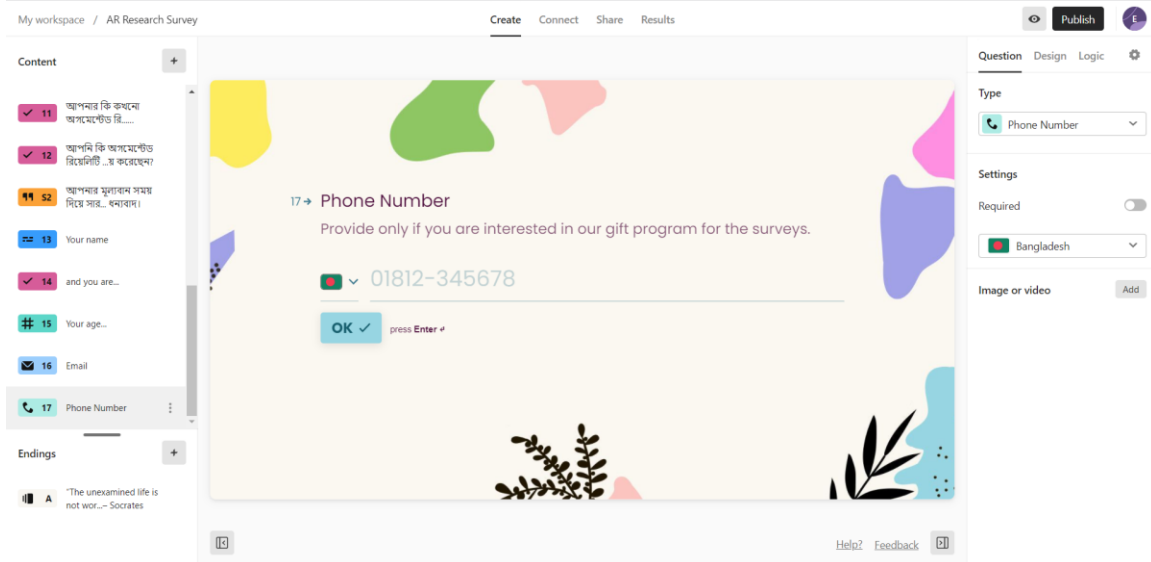 My workspace / AR Research Survey
Create Connect Share Results
Publish
E
Content
+
11 আপনার কি কখনো
অগমেন্টেড রি......
12 আপনি কি অগমেন্টেড
রিয়েলিটি ...য় করেছেন?
52 আপনার মূল্যবান সময়
দিয়ে সার... ধন্যবাদ।
13 Your name
14 and you are...
15 Your age...
16 Email
17 Phone Number
Endings
+
A "The unexamined life is
not wor...– Socrates
17 Phone Number
Provide only if you are interested in our gift program for the surveys.
01812-345678
OK press Enter ↵
Help? Feedback
Question Design Logic
Type
Phone Number
Settings
Required
Bangladesh
Image or video Add